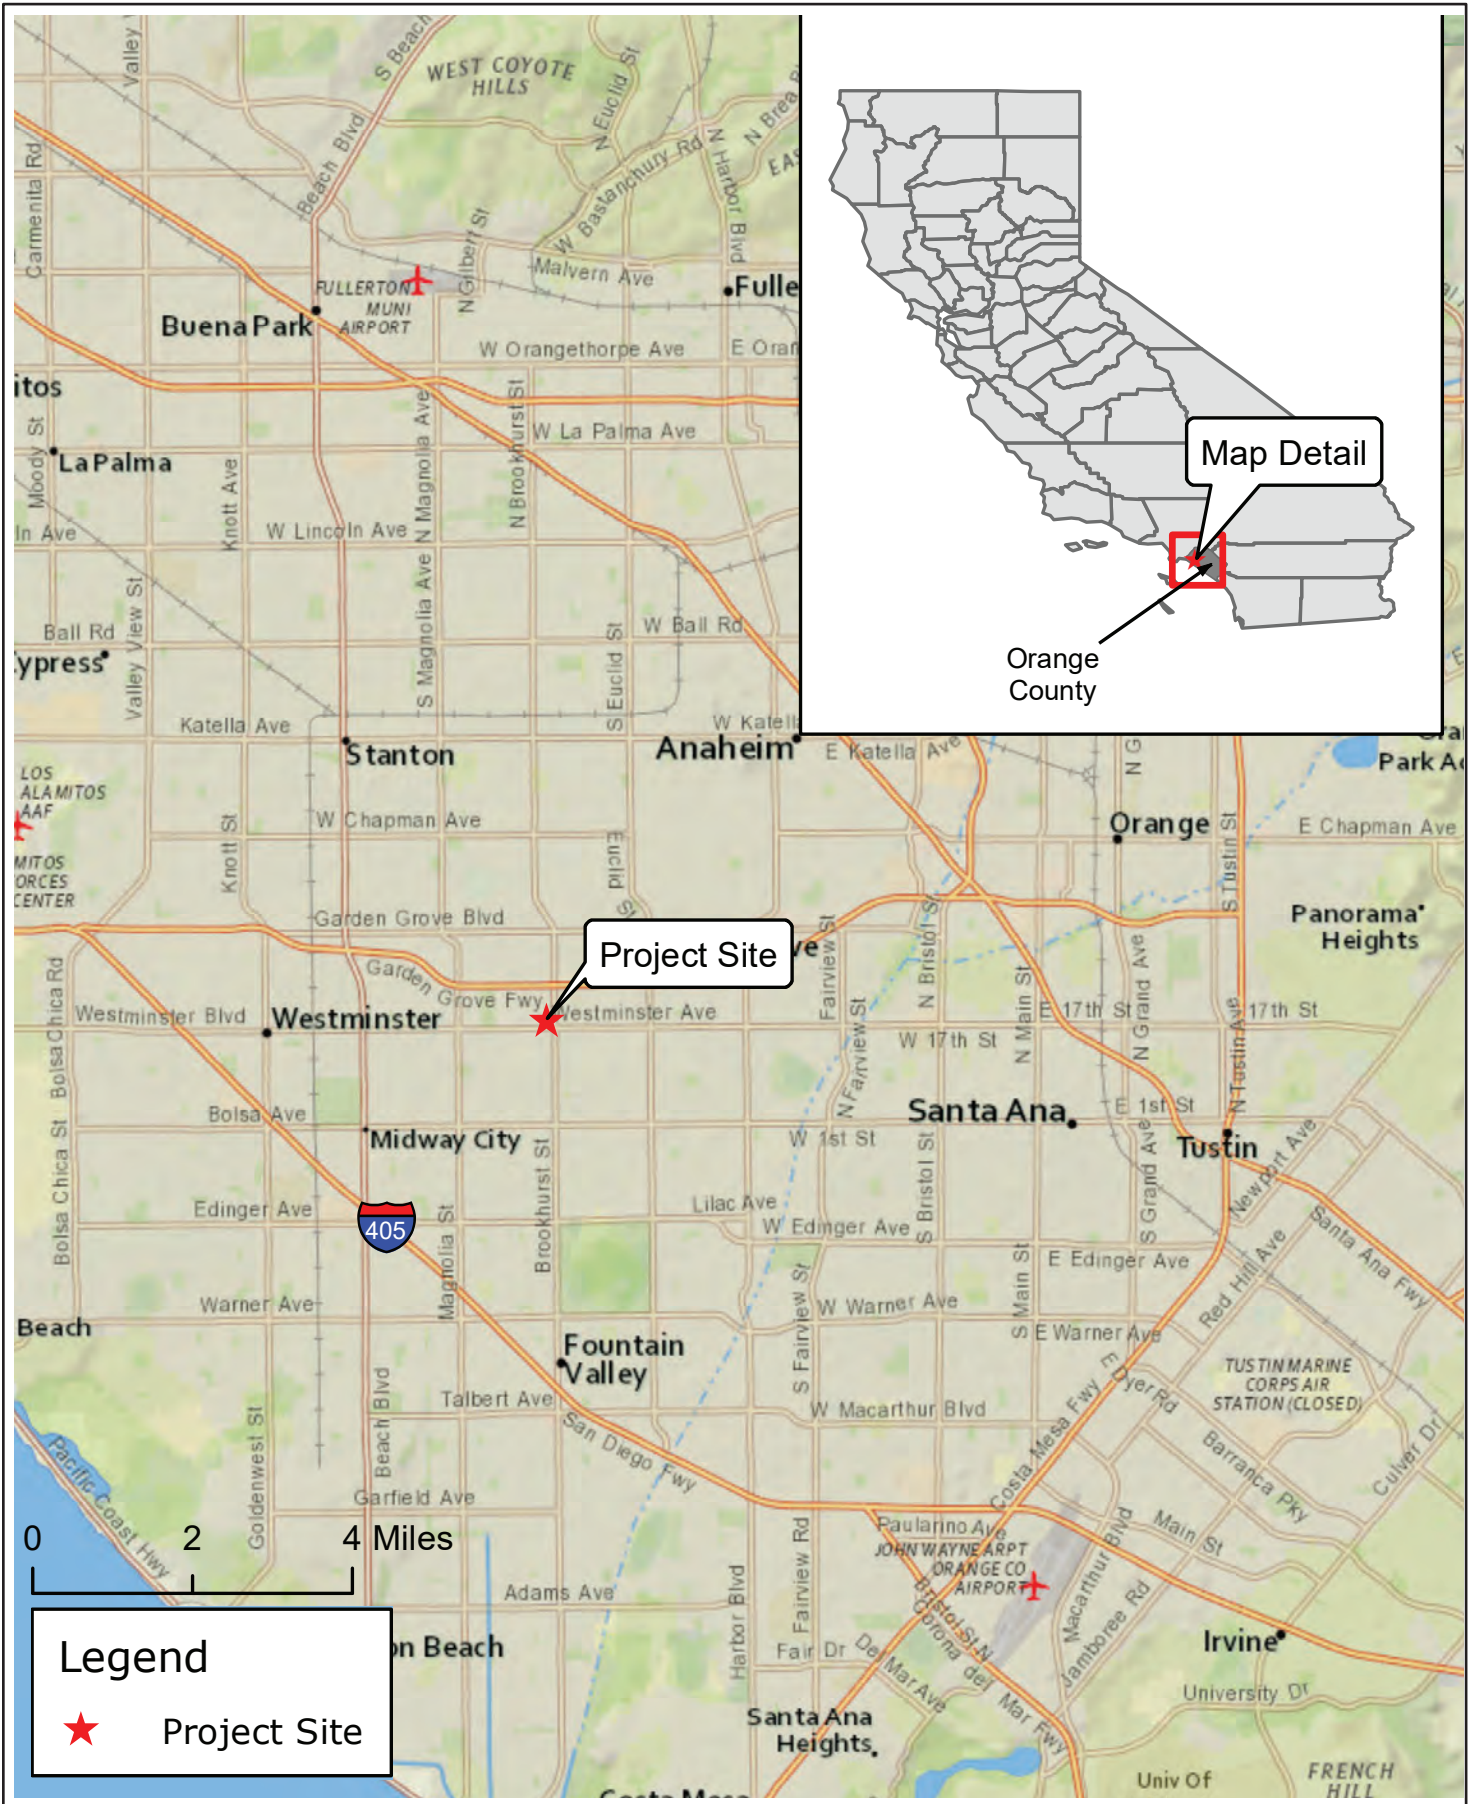 S Beach
Valley
WEST COYOTE
HILLS
N Euclid St
N Brea Bl
Beach Blvd
Carmenita Rd
W Bastanchury Rd
N Harbor Blvd
EAS
N Gilbert St
Malvern Ave
FULLERTON
MUNI
AIRPORT
Fulle
Buena Park
W Orangethorpe Ave
E Oran
itos
N Magnolia Ave
N Brookhurst St
W La Palma Ave
Moody St
La Palma
Knott Ave
ln Ave
W Lincoln Ave
Map Detail
Orange
County
Ball Rd
W Ball Rd
Cypress
Valley View St
S Magnolia Ave
S Euclid St
Katella Ave
W Katell
E Katella Ave
N G
Stanton
Anaheim
Park Ac
LOS
ALAMITOS
AAF
MITOS
ORCES
CENTER
W Chapman Ave
Knott St
Euclid St
Orange
S Tustin St
E Chapman Ave
Garden Grove Blvd
Panorama
Heights
Project Site
ve
Garden Grove Fwy
Bolsa Chica Rd
Fairview St
N Bristol St
N Main St
N Grand Ave
Westminster Blvd
Westminster
Westminster Ave
E 17th St
17th St
W 17th St
N Fairview St
N Tustin Ave
Bolsa Ave
Santa Ana
E 1st St
Midway City
W 1st St
Tustin
Newport Ave
Bolsa Chica St
Brookhurst St
S Bristol St
S Grand Ave
Edinger Ave
405
Magnolia St
Lilac Ave
W Edinger Ave
E Edinger Ave
Red Hill Ave
Santa Ana Fwy
Warner Ave
S Fairview St
W Warner Ave
S Main St
E Warner Ave
Beach
Fountain
Valley
E Dyer Rd
TUSTIN MARINE
CORPS AIR
STATION (CLOSED)
Beach Blvd
Talbert Ave
W Macarthur Blvd
San Diego Fwy
Costa Mesa Fwy
Barranca Pky
Culver Dr
Pacific Coast Hwy
Goldenwest St
Garfield Ave
Paularino Ave
Main St
0 2 4 Miles
JOHN WAYNE ARPT
ORANGE CO
AIRPORT
Macarthur Blvd
Jamboree Rd
Adams Ave
Harbor Blvd
Fairview Rd
Bristol St N
Corona del Mar Fwy
Legend
Project Site
on Beach
Fair Dr
Del Mar Ave
Irvine
University Dr
Santa Ana
Heights
Univ Of
FRENCH
HILL
Costa Mesa